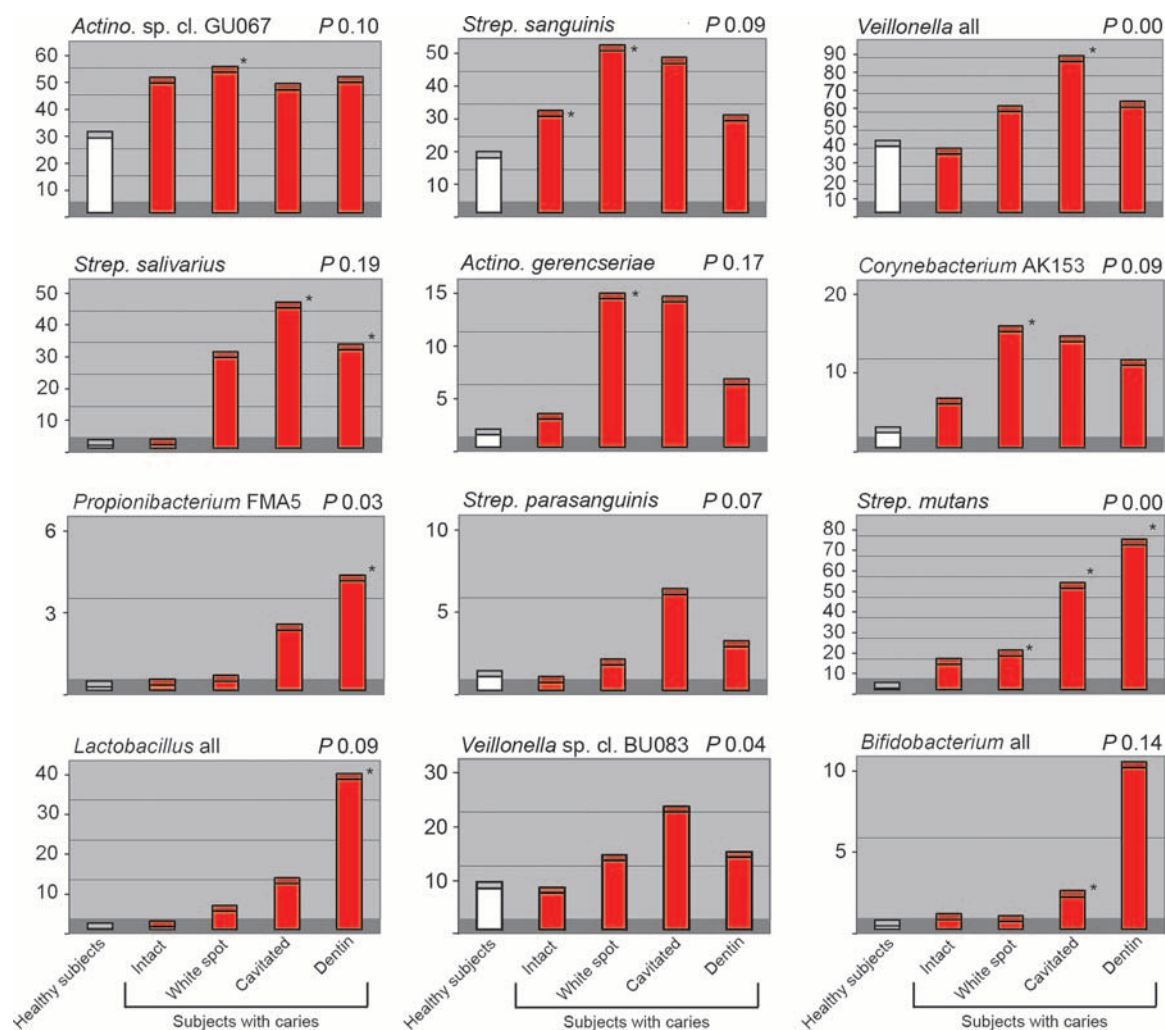 Actino. sp. cl. GU067 P 0.10
60
50
40
30
20
10
Strep. sanguinis P 0.09
50
40
30
20
10
Veillonella all P 0.00
90
80
70
60
50
40
30
20
10
*
*
*
*
Strep. salivarius P 0.19
50
40
30
20
10
Actino. gerencseriae P 0.17
15
10
5
Corynebacterium AK153 P 0.09
20
10
*
*
*
*
Propionibacterium FMA5 P 0.03
6
3
Strep. parasanguinis P 0.07
10
5
Strep. mutans P 0.00
80
70
60
50
40
30
20
10
*
*
*
*
Lactobacillus all P 0.09
40
30
20
10
Veillonella sp. cl. BU083 P 0.04
30
20
10
Bifidobacterium all P 0.14
10
5
*
*
Healthy subjects
Intact
White spot
Cavitated
Dentin
Subjects with caries
Healthy subjects
Intact
White spot
Cavitated
Dentin
Subjects with caries
Healthy subjects
Intact
White spot
Cavitated
Dentin
Subjects with caries